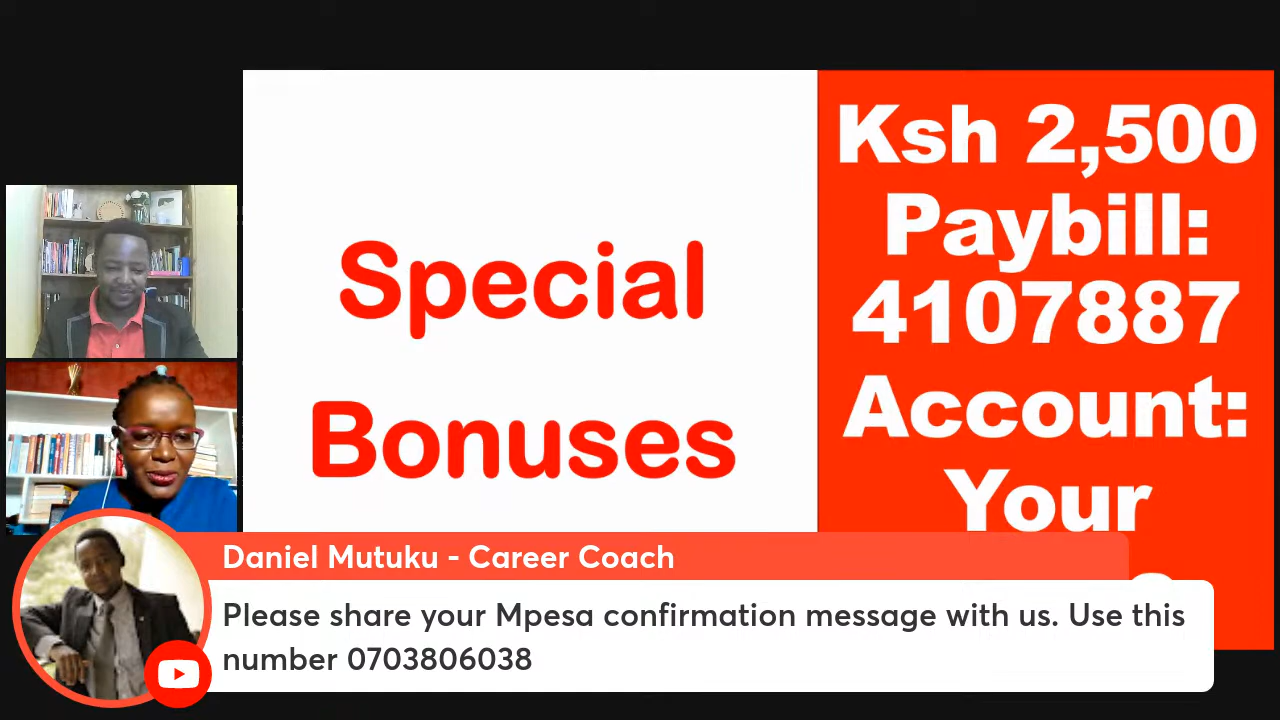 Special
Bonuses
Ksh 2,500
Paybill:
4107887
Account:
Your
Daniel Mutuku - Career Coach
Please share your Mpesa confirmation message with us. Use this
number 0703806038